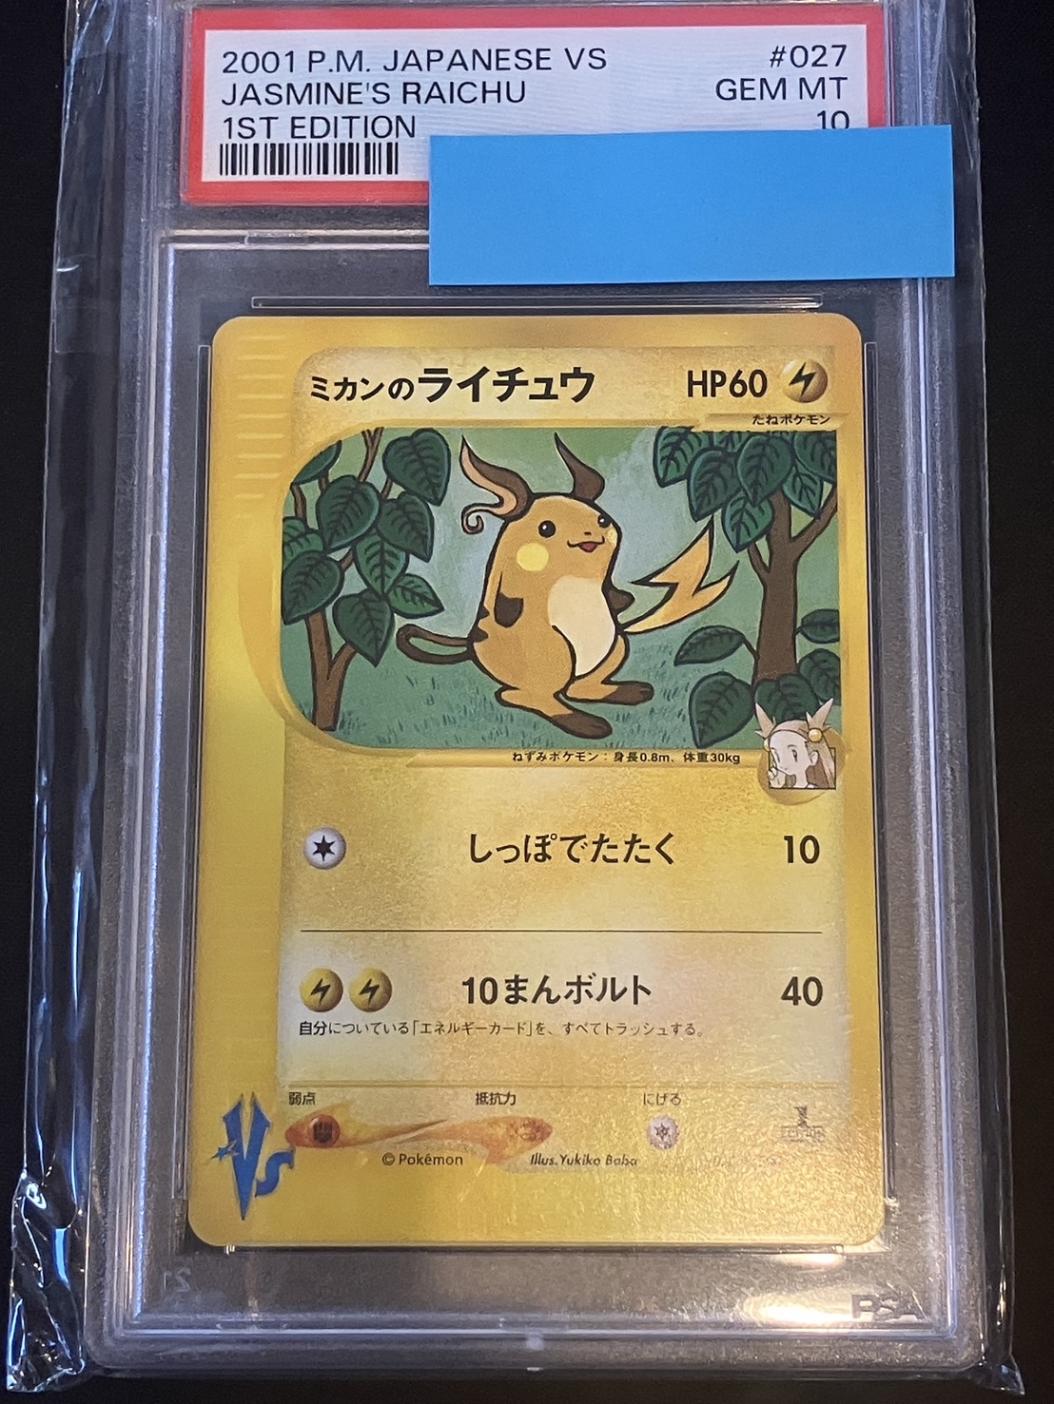 2001 P.M. JAPANESE VS #027
JASMINE'S RAICHU GEM MT
1ST EDITION 10
ミカンのライチュウ HP60
たねポケモン
ねずみポケモン：身長0.8m、体重30kg
しっぽでたたく 10
10まんボルト 40
自分についている「エネルギーカード」を、すべてトラッシュする。
弱点 抵抗力 にげる
VS
© Pokémon Illus. Yukiko Baba
PSA